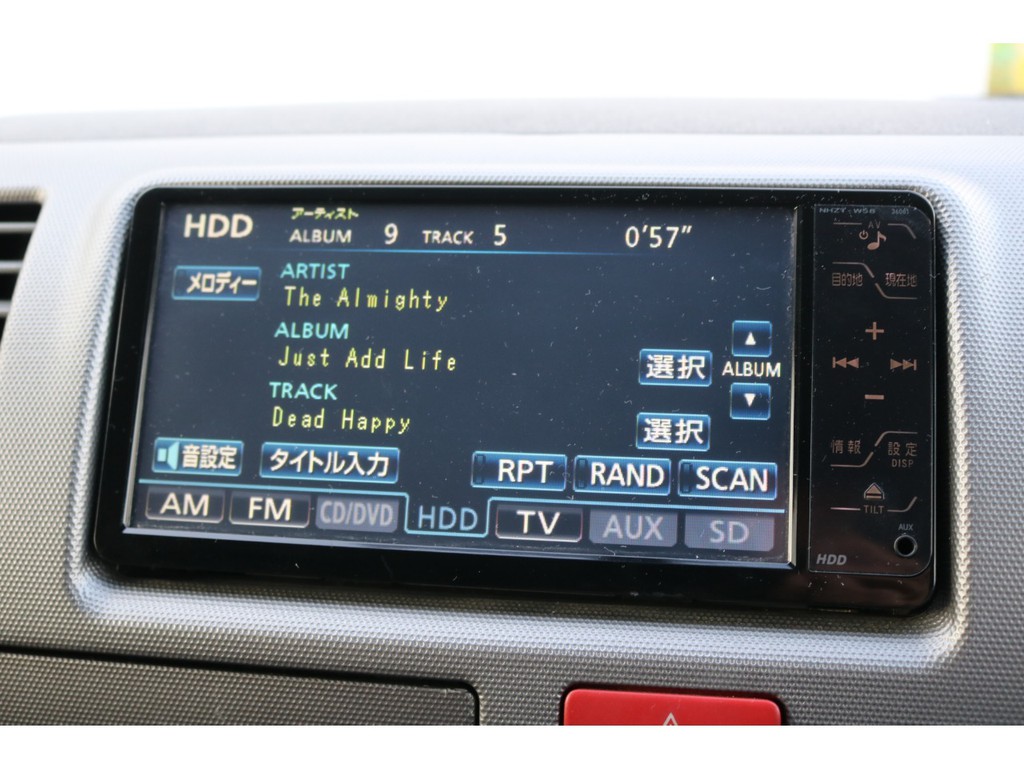 HDD
アーティスト
ALBUM 9 TRACK 5 0'57"
メロディー
ARTIST
The Almighty
ALBUM
Just Add Life
選択
ALBUM
TRACK
Dead Happy
選択
音設定 タイトル入力 RPT RAND SCAN
AM FM CD/DVD HDD TV AUX SD
NHZY-W58
AV
目的地 現在地
情報 設定
DISP
TILT
AUX
HDD